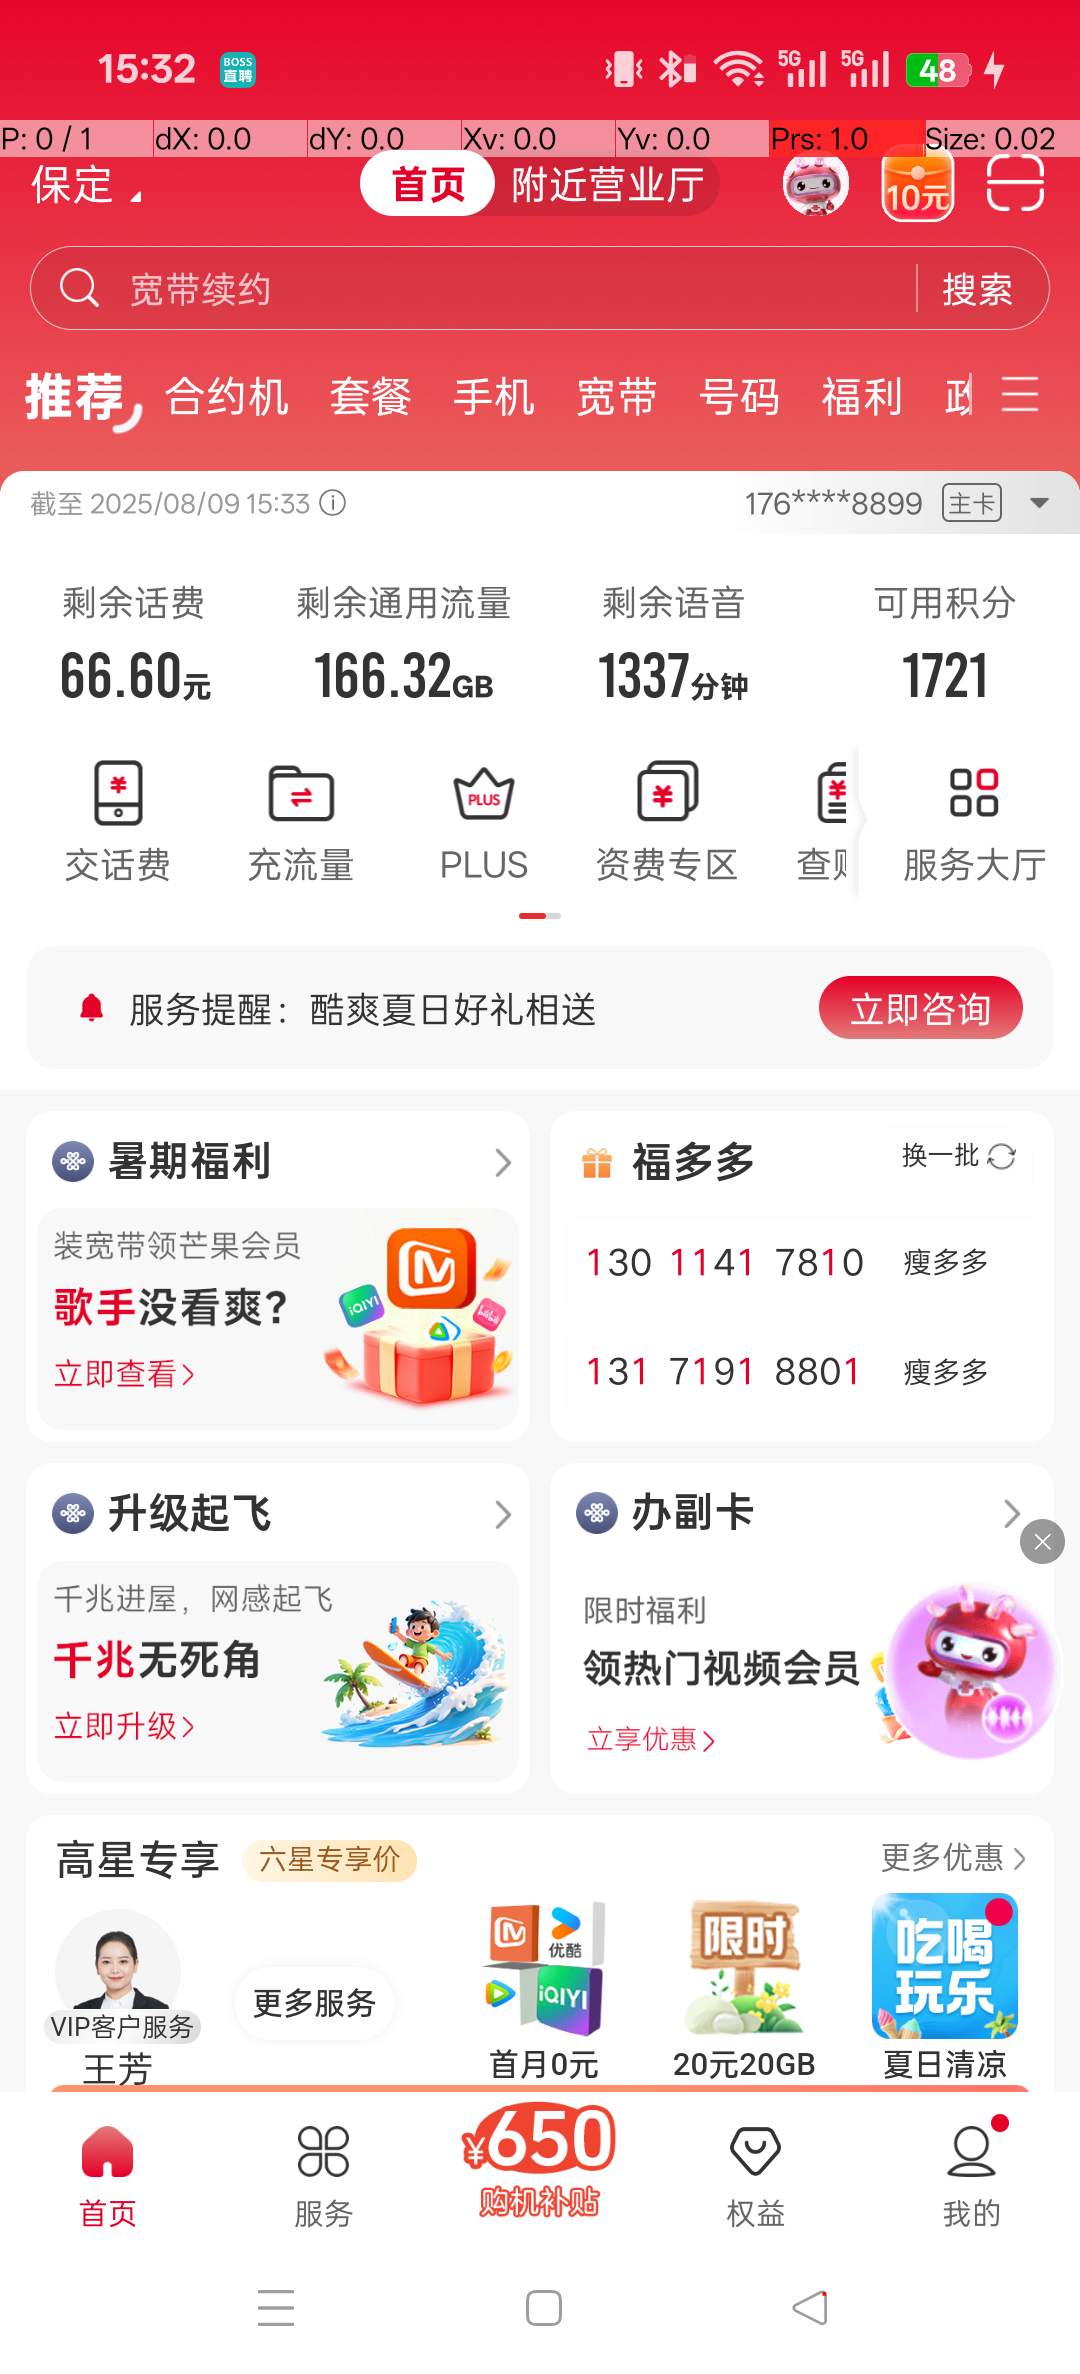 15:32
BOSS
直聘
5G
5G
48
P: 0 / 1
dX: 0.0
dY: 0.0
Xv: 0.0
Yv: 0.0
Prs: 1.0
Size: 0.02
保定
首页
附近营业厅
10元
宽带续约
搜索
推荐
合约机
套餐
手机
宽带
号码
福利
截至 2025/08/09 15:33
176****8899
主卡
剩余话费
剩余通用流量
剩余语音
可用积分
66.60元
166.32GB
1337分钟
1721
PLUS
交话费
充流量
PLUS
资费专区
查
服务大厅
服务提醒：酷爽夏日好礼相送
立即咨询
暑期福利
装宽带领芒果会员
歌手没看爽?
立即查看
iQIYI
bilibili
福多多
换一批
130 1141 7810
瘦多多
131 7191 8801
瘦多多
升级起飞
千兆进屋，网感起飞
千兆无死角
立即升级
办副卡
限时福利
领热门视频会员
立享优惠
高星专享
六星专享价
更多优惠
VIP客户服务
王芳
更多服务
优酷
iQIYI
首月0元
限时
20元20GB
吃喝
玩乐
夏日清凉
首页
服务
¥650
购机补贴
权益
我的